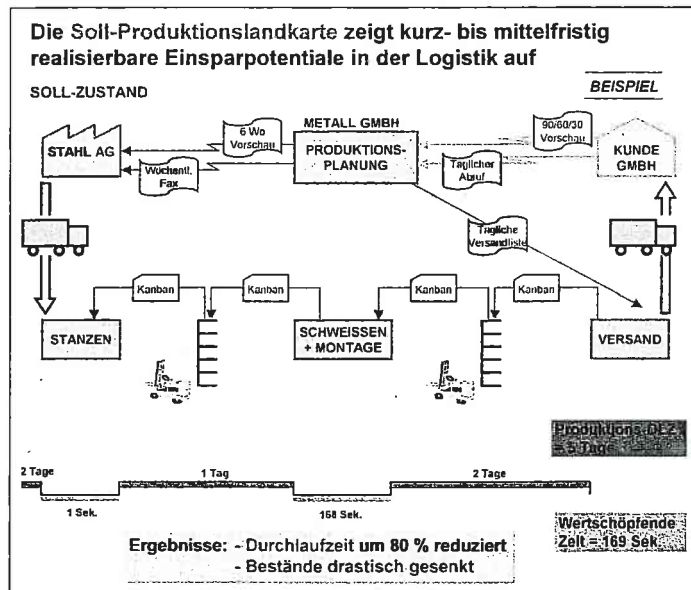 Die Soll-Produktionslandkarte zeigt kurz- bis mittelfristig
realisierbare Einsparpotentiale in der Logistik auf
SOLL-ZUSTAND
BEISPIEL
STAHL AG
6 Wo
Vorschau
Wöchentl.
Fax
METALL GMBH
PRODUKTIONS-
PLANUNG
90/60/30
Vorschau
Täglicher
Abruf
KUNDE
GMBH
Tägliche
Versandliste
Kanban
Kanban
Kanban
Kanban
STANZEN
SCHWEISSEN
+ MONTAGE
VERSAND
Produktions-DLZ
= 5 Tage
2 Tage
1 Tag
2 Tage
1 Sek.
168 Sek.
Wertschöpfende
Zeit = 169 Sek.
Ergebnisse: - Durchlaufzeit um 80 % reduziert
- Bestände drastisch gesenkt